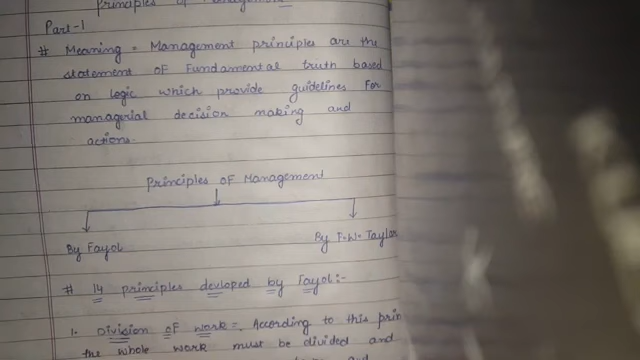 Principles of Management
Part-1
# Meaning = Management principles are the
statement of Fundamental truth based
on logic which provide guidelines For
managerial decision making and
actions.
Principles OF Management
By Fayol
By F.W. Taylor
# 14 principles devloped by Fayol:-
1. Division of work =. According to this prin
the whole work must be divided and
and